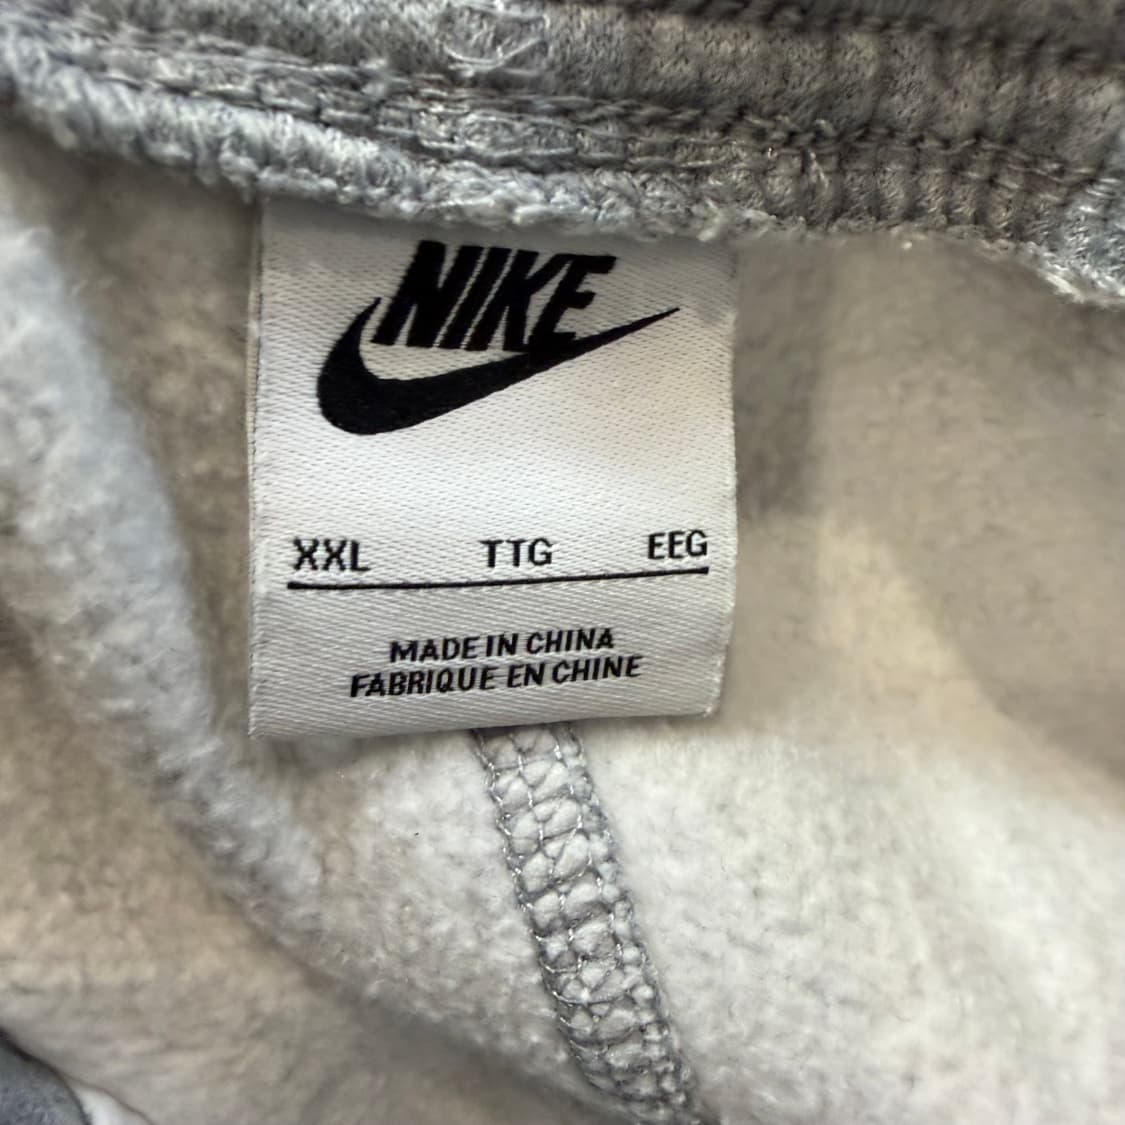 NIKE
XXL TTG EEG
MADE IN CHINA
FABRIQUE EN CHINE